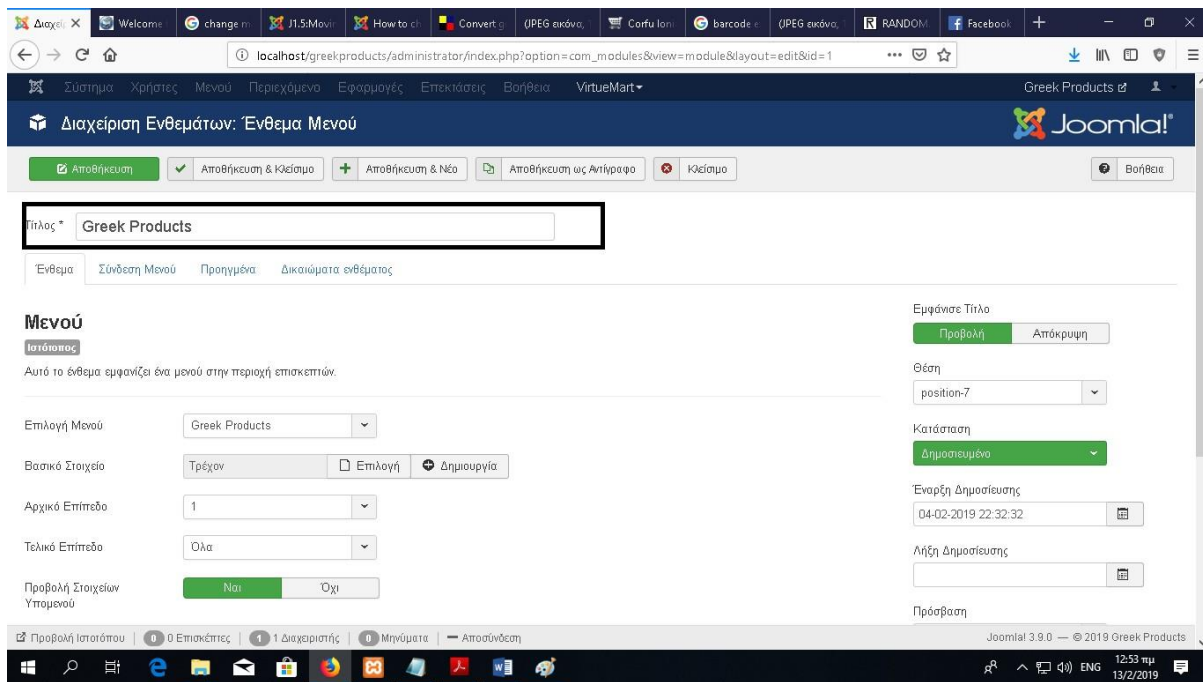 Διαχεί
Welcome
change m
J1.5:Movin
How to ch
Convert g
(JPEG εικόνα, 1
Corfu Ioni
barcode e
(JPEG εικόνα, 1
RANDOM.
Facebook
localhost/greekproducts/administrator/index.php?option=com_modules&view=module&layout=edit&id=1
Σύστημα Χρήστες Μενού Περιεχόμενο Εφαρμογές Επεκτάσεις Βοήθεια VirtueMart Greek Products
Διαχείριση Ενθεμάτων: Ένθεμα Μενού Joomla!
Αποθήκευση Αποθήκευση & Κλείσιμο Αποθήκευση & Νέο Αποθήκευση ως Αντίγραφο Κλείσιμο Βοήθεια
Τίτλος * Greek Products
Ένθεμα Σύνδεση Μενού Προηγμένα Δικαιώματα ενθέματος
Μενού
Ιστότοπος
Αυτό το ένθεμα εμφανίζει ένα μενού στην περιοχή επισκεπτών.
Επιλογή Μενού Greek Products
Βασικό Στοιχείο Τρέχον Επιλογή Δημιουργία
Αρχικό Επίπεδο 1
Τελικό Επίπεδο Όλα
Προβολή Στοιχείων Ναι Όχι
Υπομενού
Εμφάνισε Τίτλο
Προβολή Απόκρυψη
Θέση
position-7
Κατάσταση
Δημοσιευμένο
Έναρξη Δημοσίευσης
04-02-2019 22:32:32
Λήξη Δημοσίευσης
Πρόσβαση
Προβολή Ιστοτόπου 0 0 Επισκέπτες 1 1 Διαχειριστής 0 Μηνύματα Αποσύνδεση Joomla! 3.9.0 — © 2019 Greek Products
ENG 12:53 πμ
13/2/2019